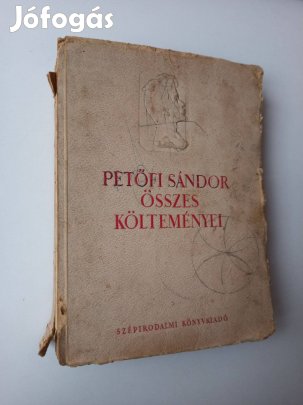 Jófogás
PETŐFI SÁNDOR
ÖSSZES
KÖLTEMÉNYEI
SZÉPIRODALMI KÖNYVKIADÓ